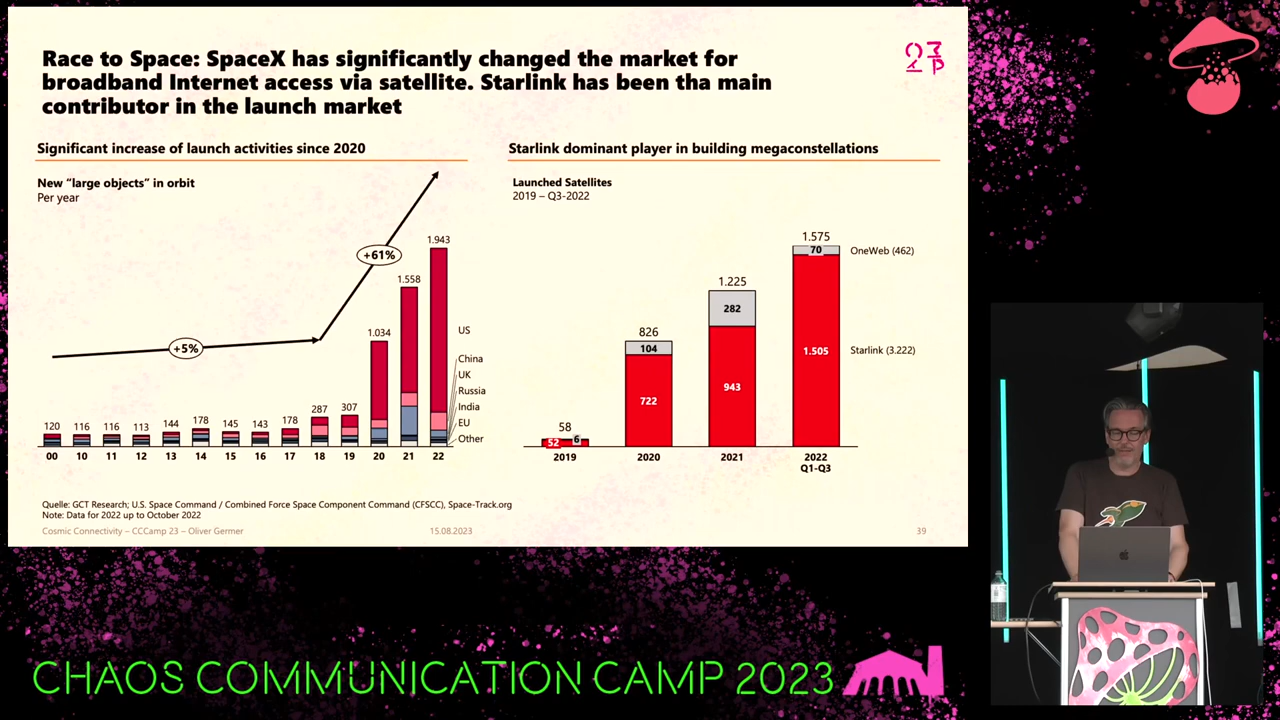 Race to Space: SpaceX has significantly changed the market for
broadband Internet access via satellite. Starlink has been tha main
contributor in the launch market
Significant increase of launch activities since 2020
New “large objects” in orbit
Per year
+5%
+61%
120
116
116
113
144
178
145
143
178
287
307
1.034
1.558
1.943
US
China
UK
Russia
India
EU
Other
00 10 11 12 13 14 15 16 17 18 19 20 21 22
Starlink dominant player in building megaconstellations
Launched Satellites
2019 – Q3-2022
58
52
6
826
104
722
1.225
282
943
1.575
70
1.505
OneWeb (462)
Starlink (3.222)
2019 2020 2021 2022
Q1-Q3
Quelle: GCT Research; U.S. Space Command / Combined Force Space Component Command (CFSCC), Space-Track.org
Note: Data for 2022 up to October 2022
Cosmic Connectivity – CCCamp 23 – Oliver Germer 15.08.2023 39
CHAOS COMMUNICATION CAMP 2023